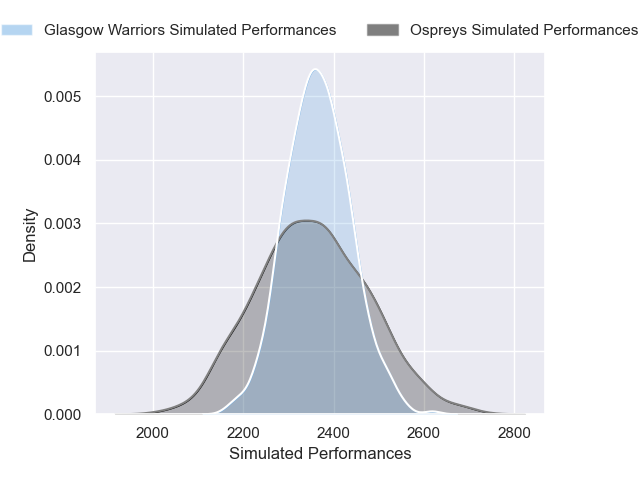 Glasgow Warriors Simulated Performances
Ospreys Simulated Performances
Density
0.005
0.004
0.003
0.002
0.001
0.000
2000 2200 2400 2600 2800
Simulated Performances